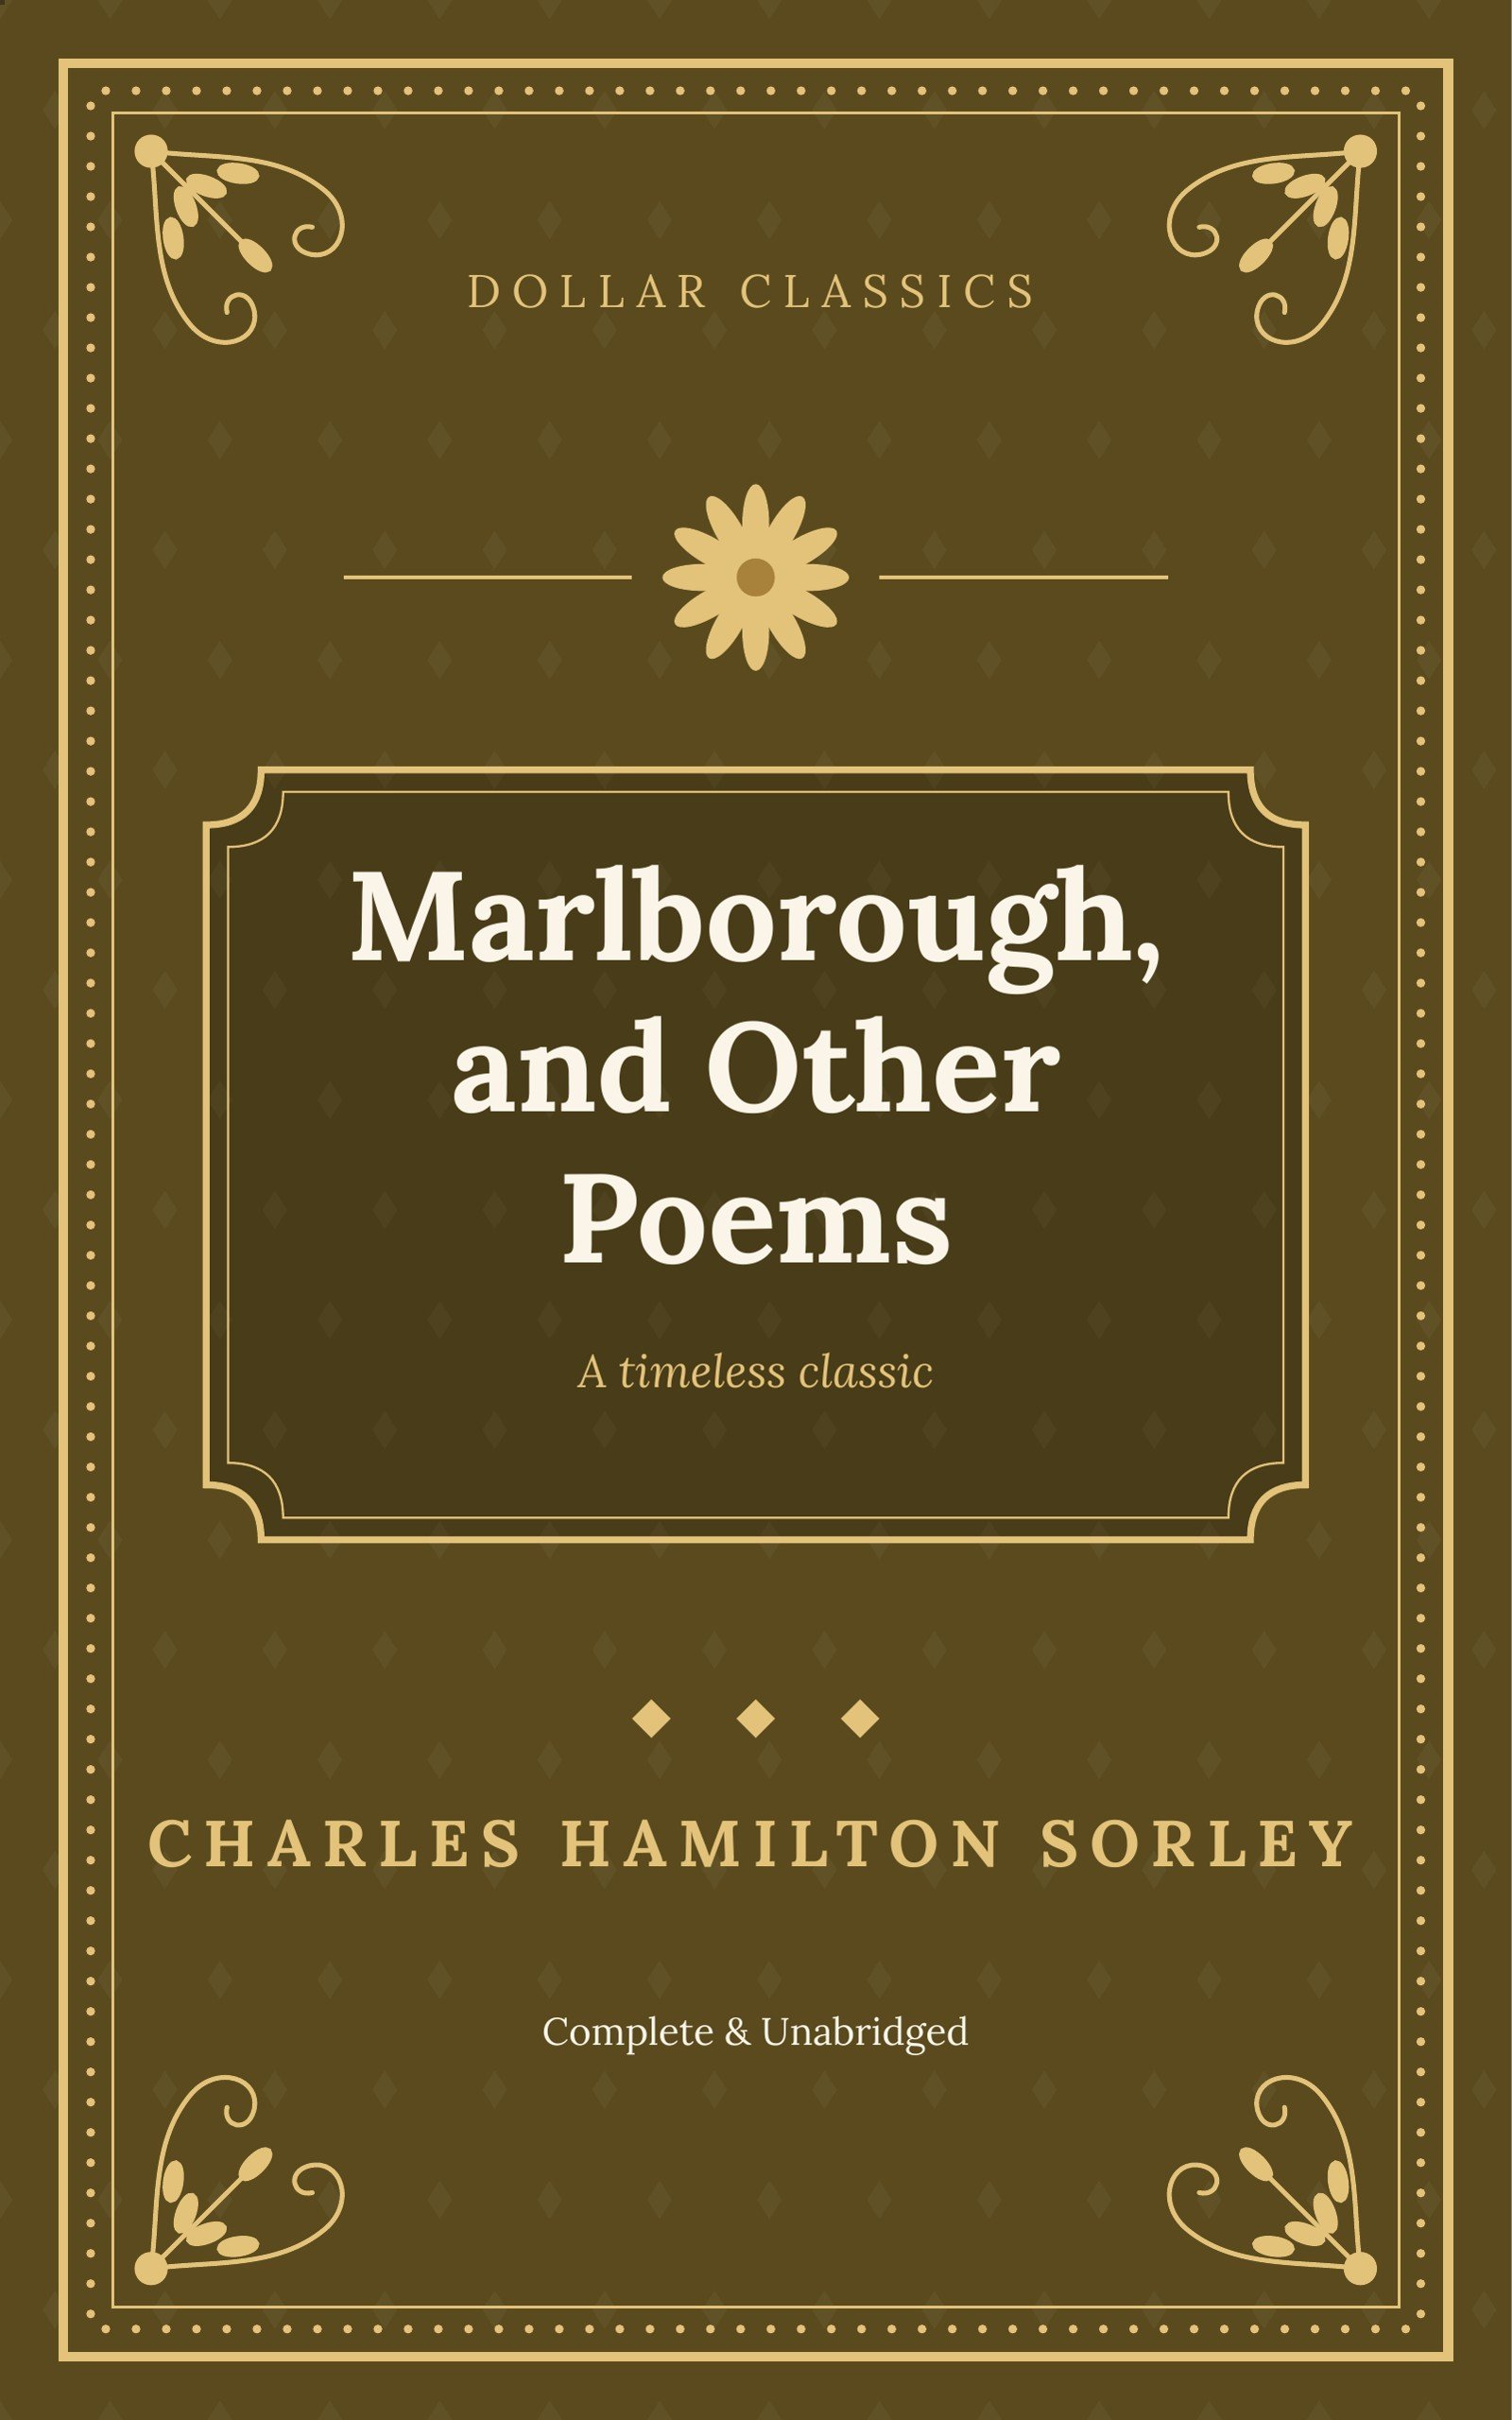 DOLLAR CLASSICS
Marlborough,
and Other
Poems
A timeless classic
CHARLES HAMILTON SORLEY
Complete & Unabridged